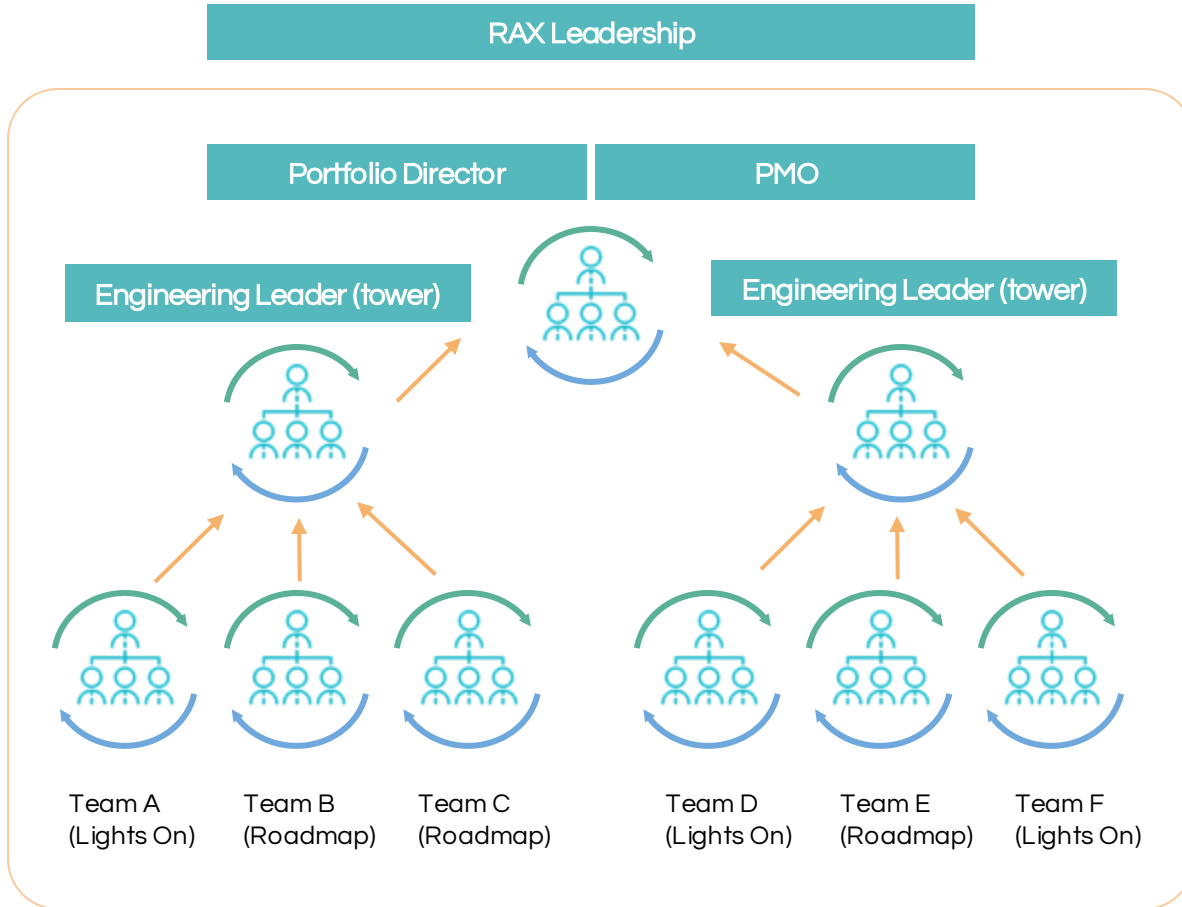 RAX Leadership
Portfolio Director
PMO
Engineering Leader (tower)
Engineering Leader (tower)
Team A
(Lights On)
Team B
(Roadmap)
Team C
(Roadmap)
Team D
(Lights On)
Team E
(Roadmap)
Team F
(Lights On)